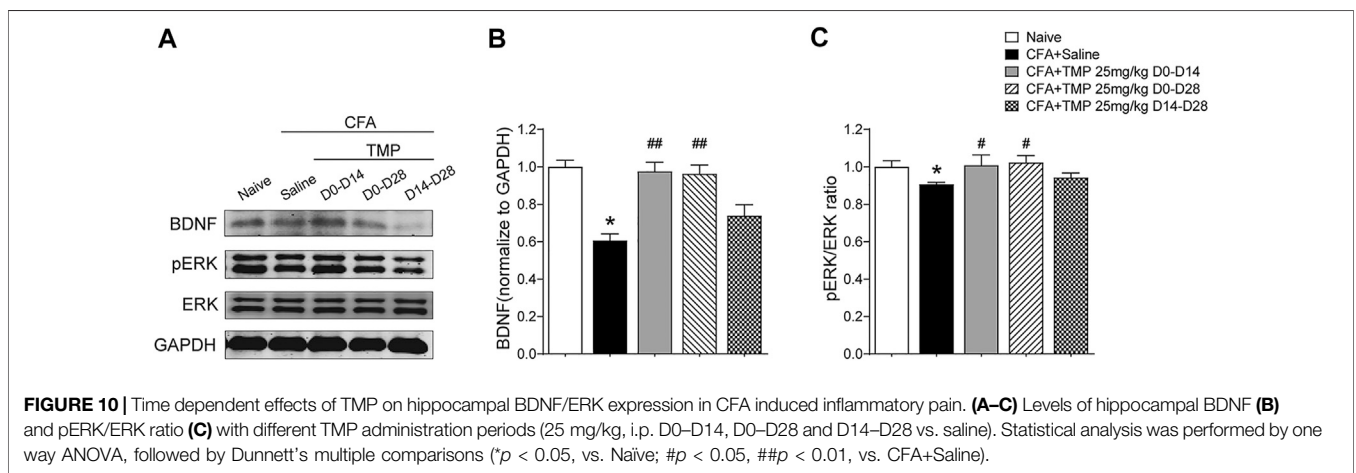 A
CFA
TMP
Naive
Saline
D0-D14
D0-D28
D14-D28
BDNF
pERK
ERK
GAPDH
B
BDNF(normalize to GAPDH)
1.2
1.0
0.8
0.6
0.4
0.2
0.0
*
##
##
C
Naive
CFA+Saline
CFA+TMP 25mg/kg D0-D14
CFA+TMP 25mg/kg D0-D28
CFA+TMP 25mg/kg D14-D28
pERK/ERK ratio
1.2
1.0
0.8
0.6
0.4
0.2
0.0
*
#
#
FIGURE 10 | Time dependent effects of TMP on hippocampal BDNF/ERK expression in CFA induced inflammatory pain. (A–C) Levels of hippocampal BDNF (B)
and pERK/ERK ratio (C) with different TMP administration periods (25 mg/kg, i.p. D0–D14, D0–D28 and D14–D28 vs. saline). Statistical analysis was performed by one
way ANOVA, followed by Dunnett's multiple comparisons (*p < 0.05, vs. Naïve; #p < 0.05, ##p < 0.01, vs. CFA+Saline).